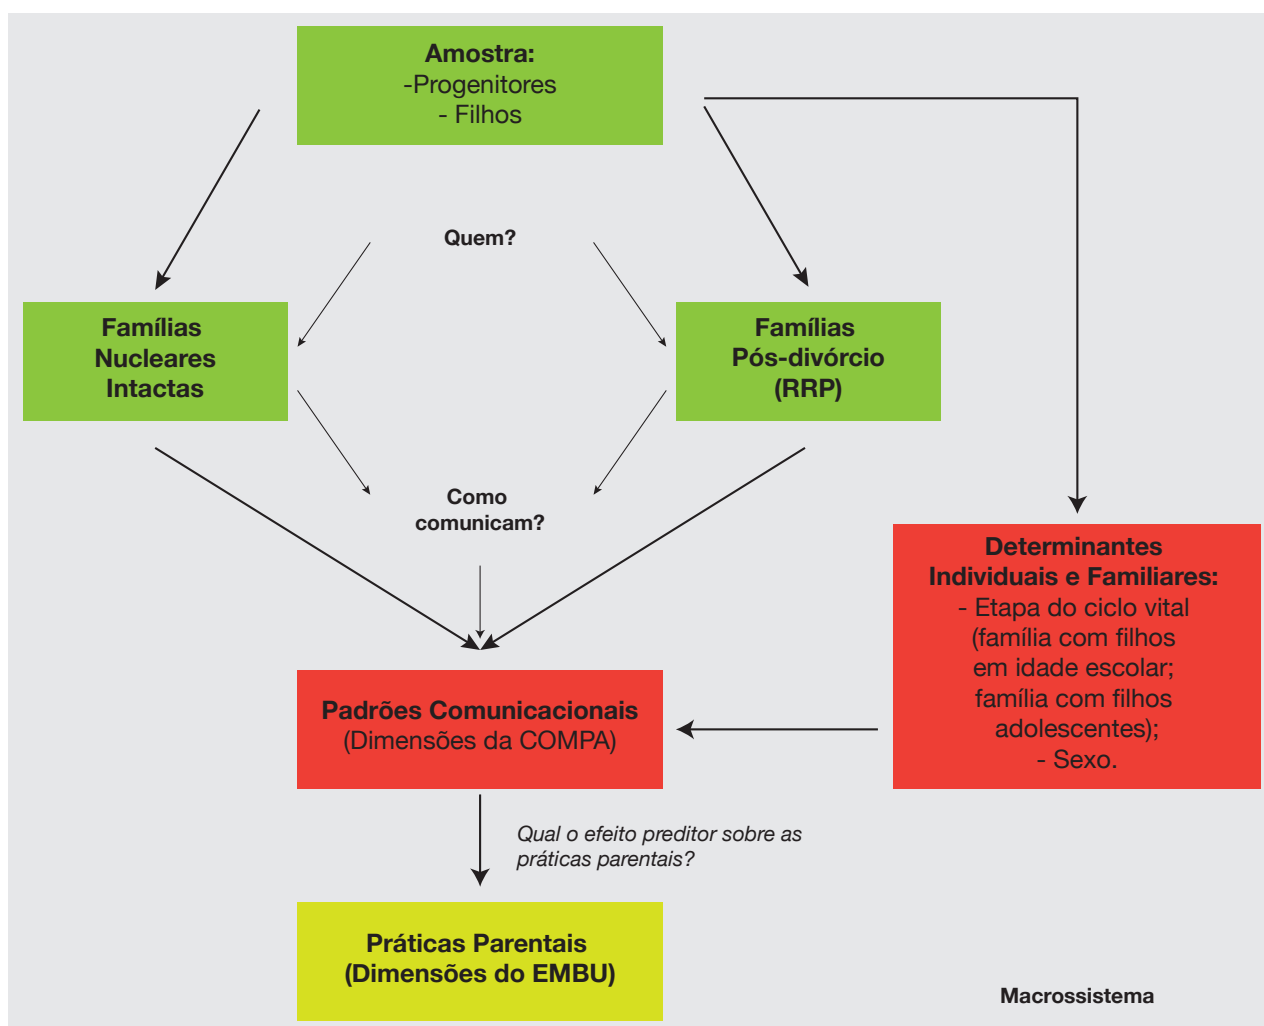 Amostra:
-Progenitores
- Filhos
Quem?
Famílias
Nucleares
Intactas
Famílias
Pós-divórcio
(RRP)
Como
comunicam?
Determinantes
Individuais e Familiares:
- Etapa do ciclo vital
(família com filhos
em idade escolar;
família com filhos
adolescentes);
- Sexo.
Padrões Comunicacionais
(Dimensões da COMPA)
Qual o efeito preditor sobre as
práticas parentais?
Práticas Parentais
(Dimensões do EMBU)
Macrossistema